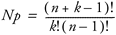 Np = (n + k − 1)! / k!(n − 1)!